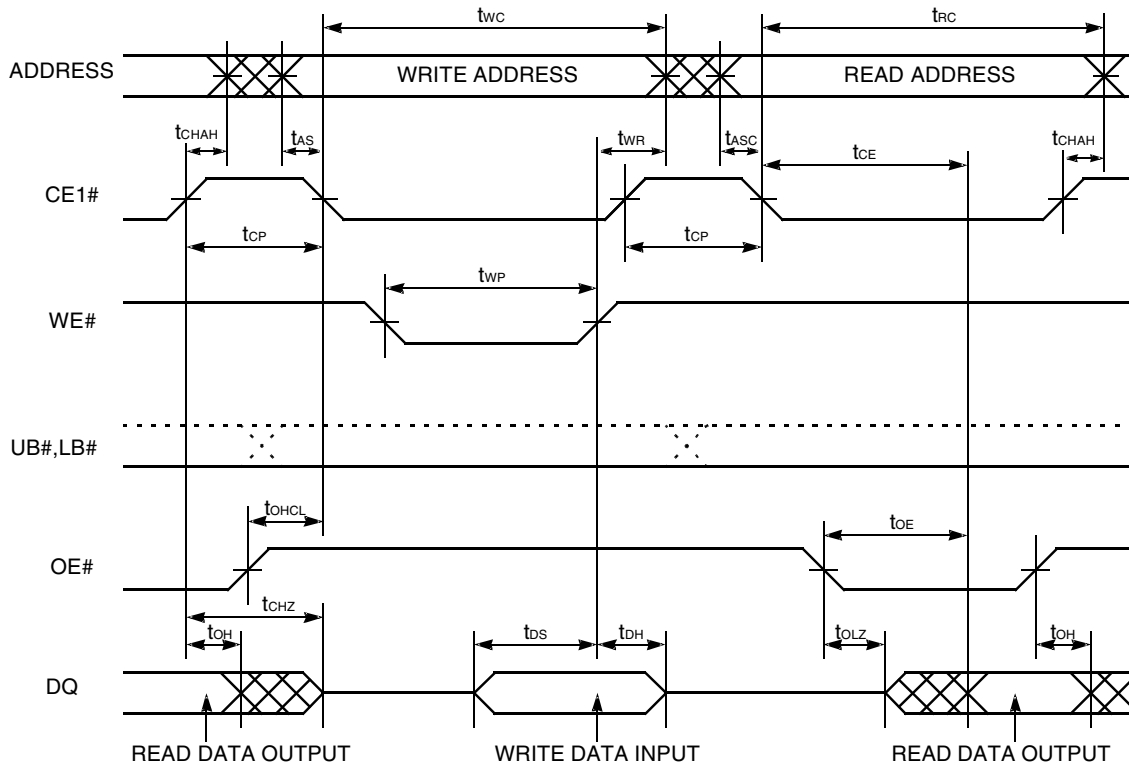 tWC
tRC
ADDRESS
WRITE ADDRESS
READ ADDRESS
tCHAH
tAS
tWR
tASC
tCE
tCHAH
CE1#
tCP
tCP
tWP
WE#
UB#,LB#
tOHCL
tOE
OE#
tCHZ
tOH
tDS
tDH
tOLZ
tOH
DQ
READ DATA OUTPUT
WRITE DATA INPUT
READ DATA OUTPUT